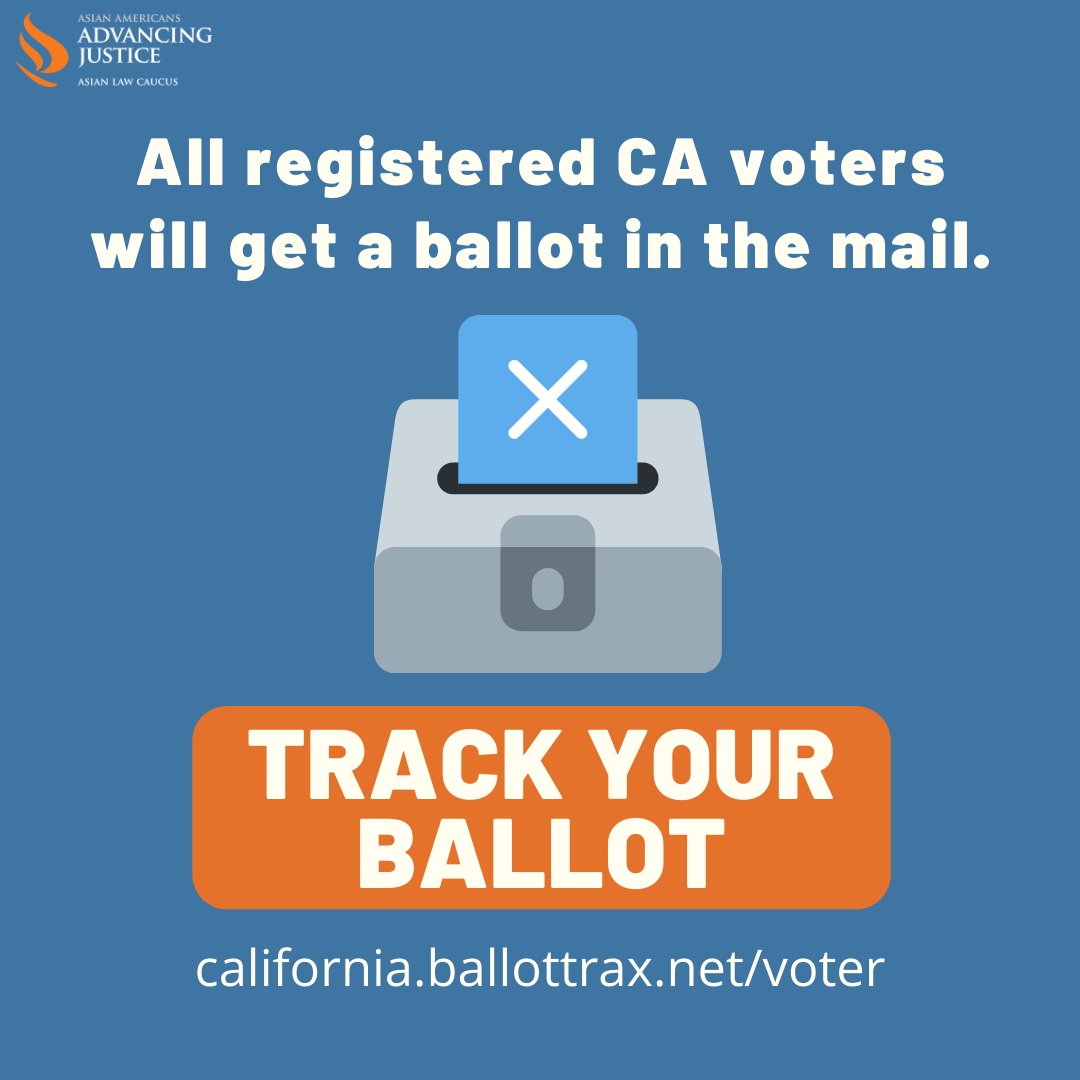 ASIAN AMERICANS
ADVANCING
JUSTICE
ASIAN LAW CAUCUS
All registered CA voters
will get a ballot in the mail.
TRACK YOUR
BALLOT
california.ballottrax.net/voter